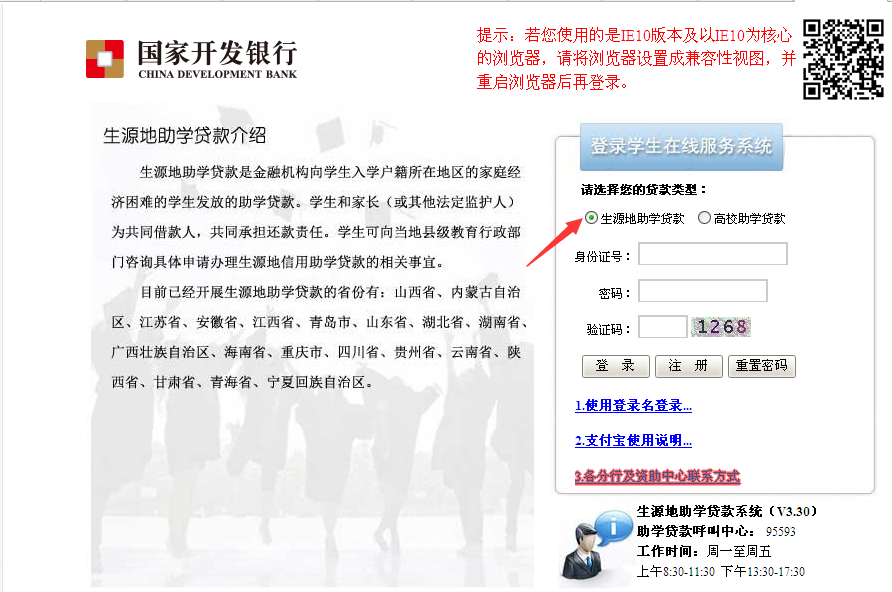 国家开发银行
CHINA DEVELOPMENT BANK
提示：若您使用的是IE10版本及以IE10为核心
的浏览器，请将浏览器设置成兼容性视图，并
重启浏览器后再登录。
生源地助学贷款介绍
生源地助学贷款是金融机构向学生入学户籍所在地区的家庭经
济困难的学生发放的助学贷款。学生和家长（或其他法定监护人）
为共同借款人，共同承担还款责任。学生可向当地县级教育行政部
门咨询具体申请办理生源地信用助学贷款的相关事宜。
目前已经开展生源地助学贷款的省份有：山西省、内蒙古自治
区、江苏省、安徽省、江西省、青岛市、山东省、湖北省、湖南省、
广西壮族自治区、海南省、重庆市、四川省、贵州省、云南省、陕
西省、甘肃省、青海省、宁夏回族自治区。
登录学生在线服务系统
请选择您的贷款类型：
生源地助学贷款 高校助学贷款
身份证号：
密码：
验证码： 1268
登 录 注 册 重置密码
1.使用登录名登录...
2.支付宝使用说明...
3.各分行及资助中心联系方式
生源地助学贷款系统（V3.30）
助学贷款呼叫中心： 95593
工作时间：周一至周五
上午8:30-11:30 下午13:30-17:30